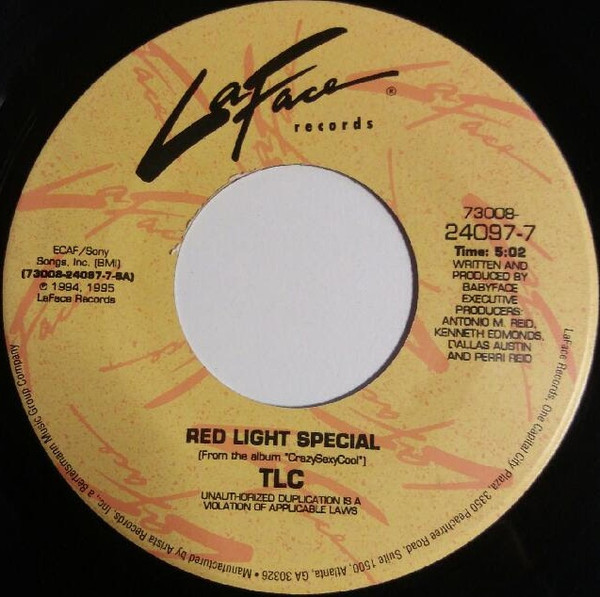 LaFace ®
records
73008-
24097-7
Time: 5:02
WRITTEN AND
PRODUCED BY
BABYFACE
EXECUTIVE
PRODUCERS:
ANTONIO M. REID,
KENNETH EDMONDS,
DALLAS AUSTIN
AND PERRI REID
ECAF/Sony
Songs, Inc. (BMI)
(73008-24097-7-SA)
℗ © 1994, 1995
LaFace Records
RED LIGHT SPECIAL
(From the album "CrazySexyCool")
TLC
UNAUTHORIZED DUPLICATION IS A
VIOLATION OF APPLICABLE LAWS
LaFace Records, One Capital City Plaza, 3350 Peachtree Road, Suite 1500, Atlanta, GA 30326 • Manufactured by Arista Records, Inc., a Bertelsmann Music Group Company